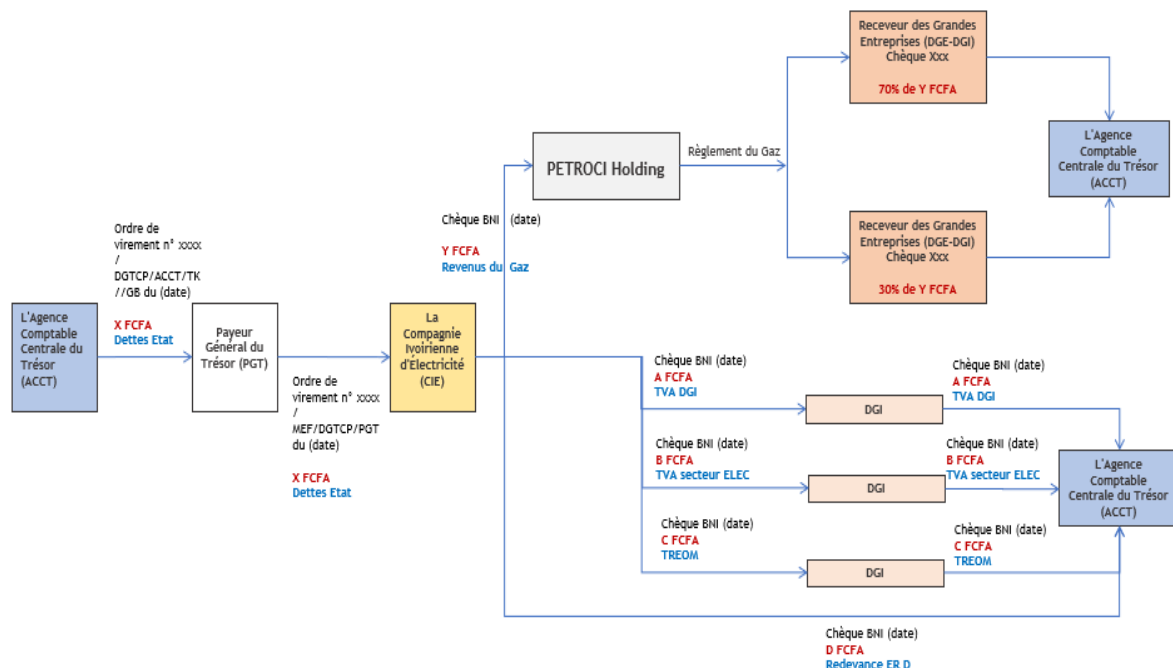 Receveur des Grandes
Entreprises (DGE-DGI)
Chèque Xxx
70% de Y FCFA
L'Agence
Comptable
Centrale du Trésor
(ACCT)
PETROCI Holding
Règlement du Gaz
Chèque BNI (date)
Y FCFA
Revenus du Gaz
Receveur des Grandes
Entreprises (DGE-DGI)
Chèque Xxx
30% de Y FCFA
Ordre de
virement n° xxxx
/
DGTCP/ACCT/TK
//GB du (date)
X FCFA
Dettes Etat
L'Agence
Comptable
Centrale du
Trésor
(ACCT)
Payeur
Général du
Trésor (PGT)
La
Compagnie
Ivoirienne
d'Electricité
(CIE)
Ordre de
virement n° xxxx
/
MEF/DGTCP/PGT
du (date)
X FCFA
Dettes Etat
Chèque BNI (date)
A FCFA
TVA DGI
DGI
Chèque BNI (date)
A FCFA
TVA DGI
Chèque BNI (date)
B FCFA
TVA secteur ELEC
DGI
Chèque BNI (date)
B FCFA
TVA secteur ELEC
L'Agence
Comptable
Centrale du Trésor
(ACCT)
Chèque BNI (date)
C FCFA
TREOM
DGI
Chèque BNI (date)
C FCFA
TREOM
Chèque BNI (date)
D FCFA
Redevance ER D